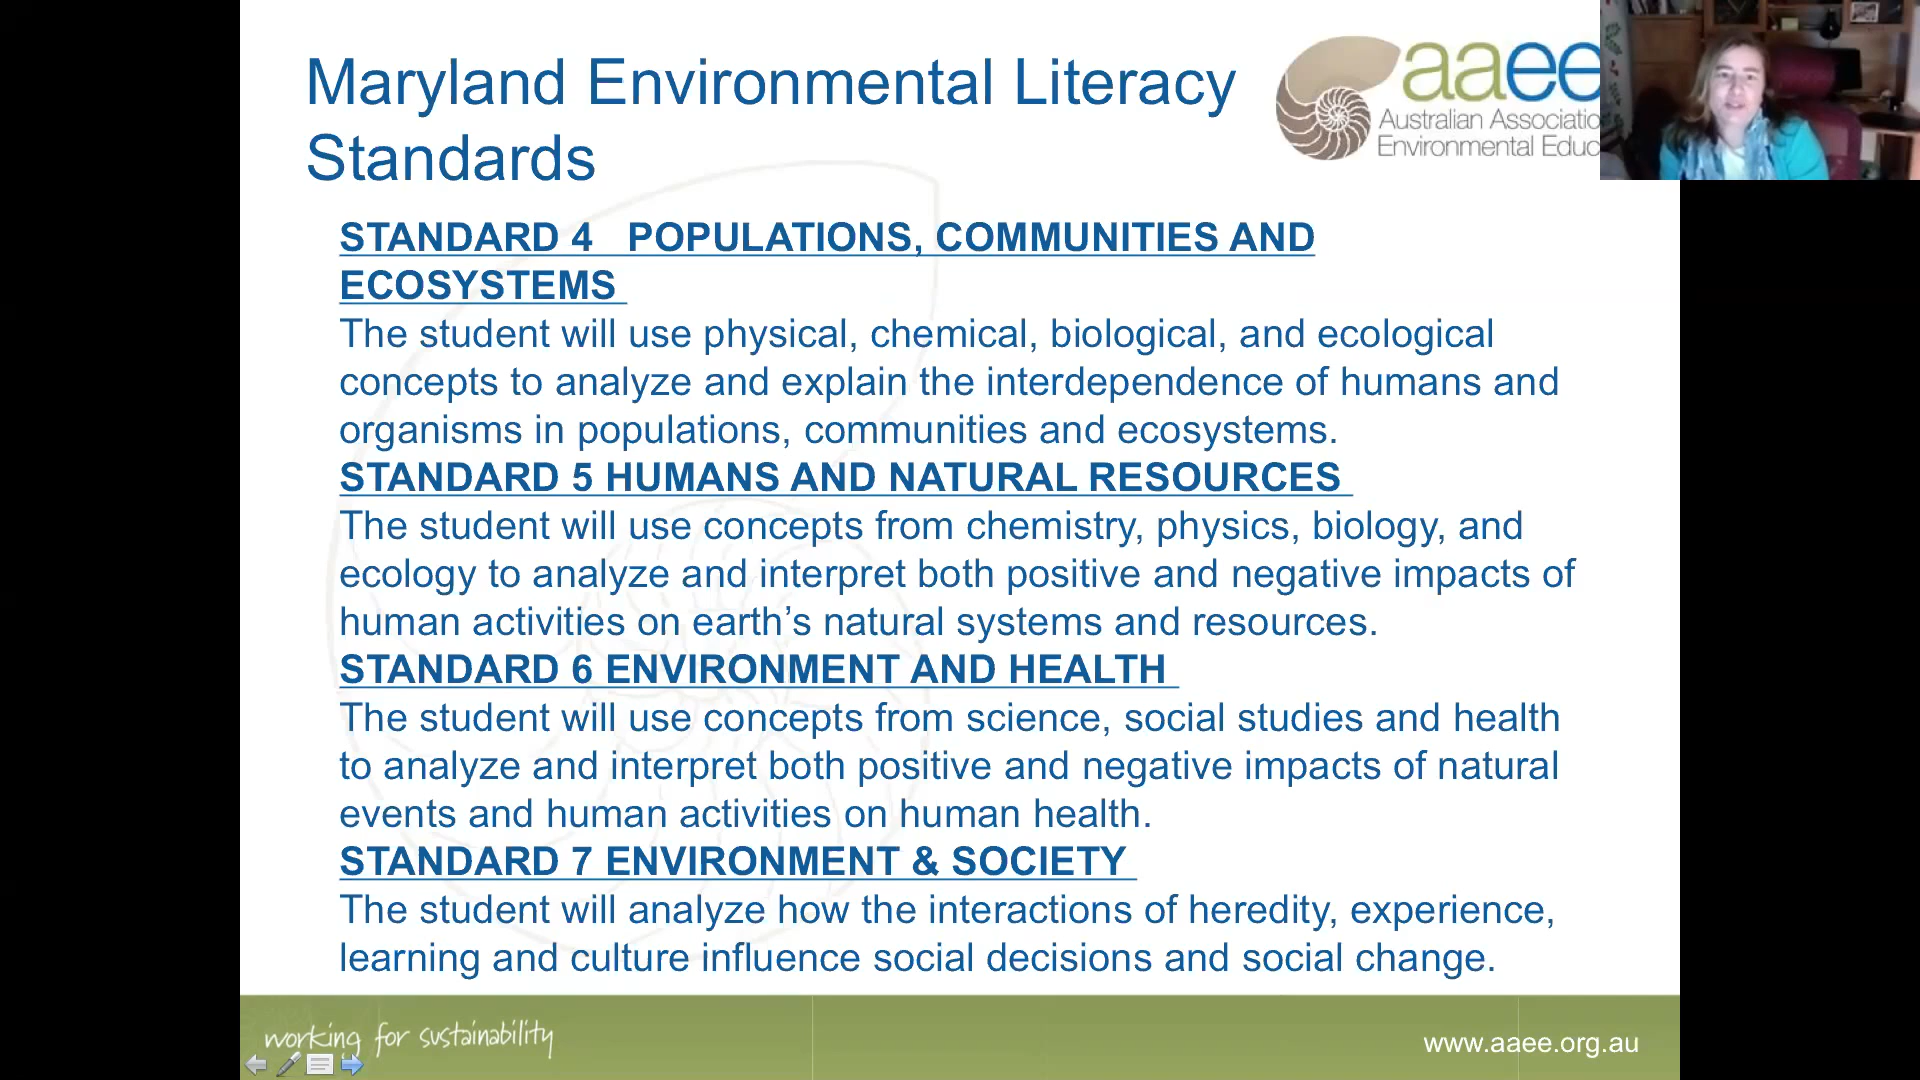 Maryland Environmental Literacy
Standards
aaee
Australian Associatio
Environmental Educ
STANDARD 4   POPULATIONS, COMMUNITIES AND
ECOSYSTEMS
The student will use physical, chemical, biological, and ecological
concepts to analyze and explain the interdependence of humans and
organisms in populations, communities and ecosystems.
STANDARD 5 HUMANS AND NATURAL RESOURCES
The student will use concepts from chemistry, physics, biology, and
ecology to analyze and interpret both positive and negative impacts of
human activities on earth’s natural systems and resources.
STANDARD 6 ENVIRONMENT AND HEALTH
The student will use concepts from science, social studies and health
to analyze and interpret both positive and negative impacts of natural
events and human activities on human health.
STANDARD 7 ENVIRONMENT & SOCIETY
The student will analyze how the interactions of heredity, experience,
learning and culture influence social decisions and social change.
working for sustainability
www.aaee.org.au